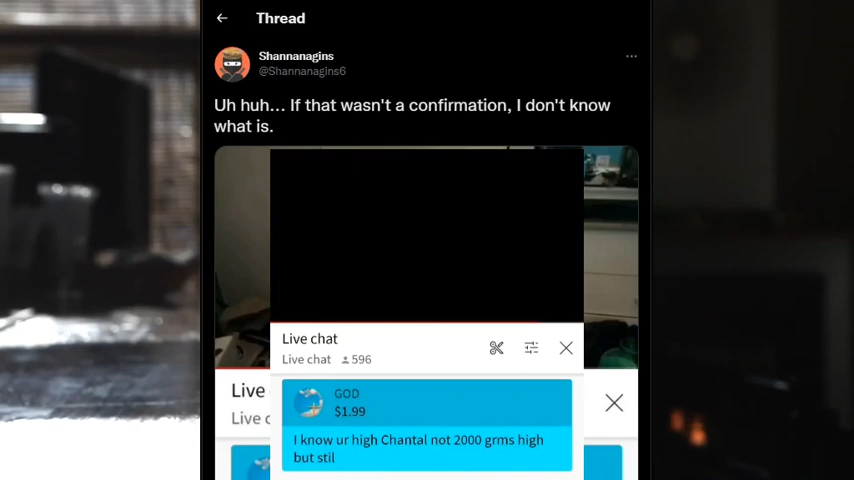 Thread
Shannanagins
@Shannanagins6
Uh huh... If that wasn't a confirmation, I don't know
what is.
Live chat
Live chat 596
GOD
$1.99
I know ur high Chantal not 2000 grms high
but stil
Live
Live c